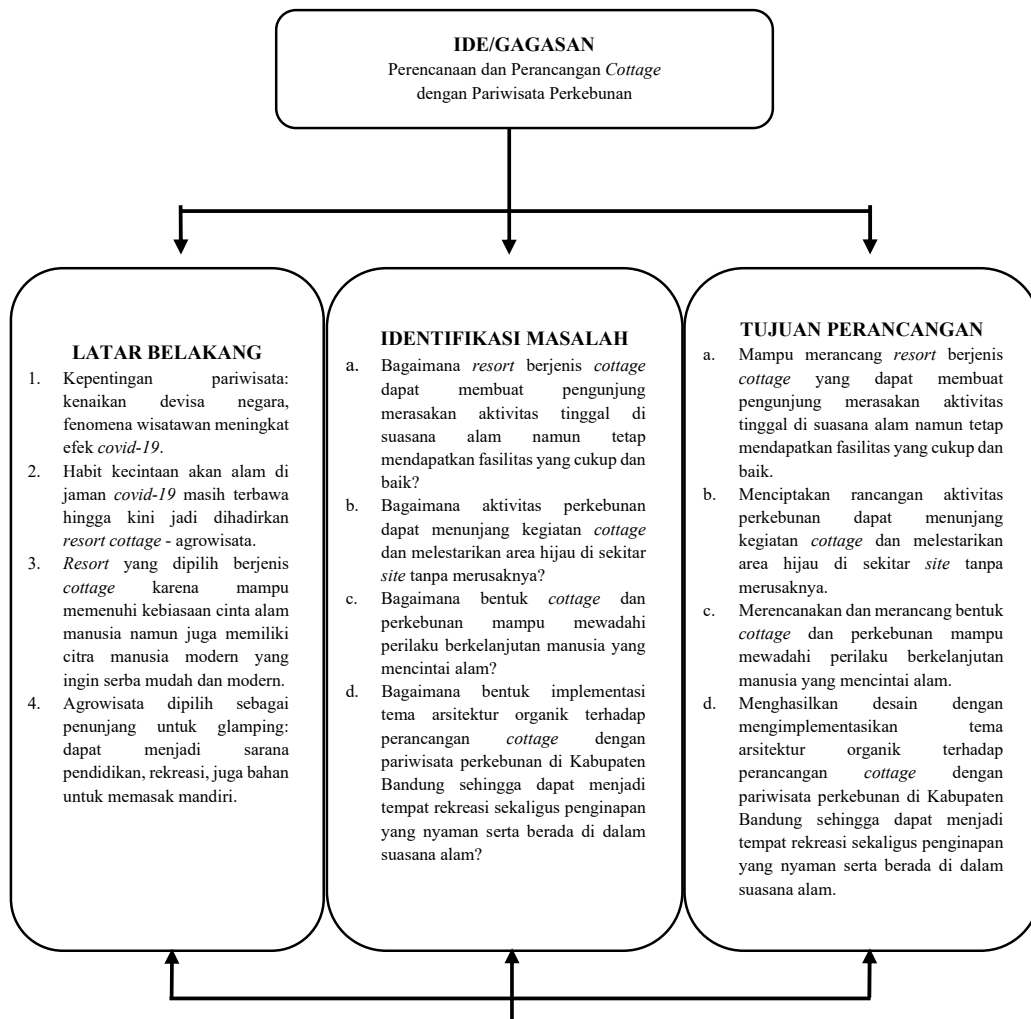 IDE/GAGASAN
Perencanaan dan Perancangan Cottage
dengan Pariwisata Perkebunan
LATAR BELAKANG
1. Kepentingan pariwisata:
kenaikan devisa negara,
fenomena wisatawan meningkat
efek covid-19.
2. Habit kecintaan akan alam di
jaman covid-19 masih terbawa
hingga kini jadi dihadirkan
resort cottage - agrowisata.
3. Resort yang dipilih berjenis
cottage karena mampu
memenuhi kebiasaan cinta alam
manusia namun juga memiliki
citra manusia modern yang
ingin serba mudah dan modern.
4. Agrowisata dipilih sebagai
penunjang untuk glamping:
dapat menjadi sarana
pendidikan, rekreasi, juga bahan
untuk memasak mandiri.
IDENTIFIKASI MASALAH
a. Bagaimana resort berjenis cottage
dapat membuat pengunjung
merasakan aktivitas tinggal di
suasana alam namun tetap
mendapatkan fasilitas yang cukup dan
baik?
b. Bagaimana aktivitas perkebunan
dapat menunjang kegiatan cottage
dan melestarikan area hijau di sekitar
site tanpa merusaknya?
c. Bagaimana bentuk cottage dan
perkebunan mampu mewadahi
perilaku berkelanjutan manusia yang
mencintai alam?
d. Bagaimana bentuk implementasi
tema arsitektur organik terhadap
perancangan cottage dengan
pariwisata perkebunan di Kabupaten
Bandung sehingga dapat menjadi
tempat rekreasi sekaligus penginapan
yang nyaman serta berada di dalam
suasana alam?
TUJUAN PERANCANGAN
a. Mampu merancang resort berjenis
cottage yang dapat membuat
pengunjung merasakan aktivitas
tinggal di suasana alam namun tetap
mendapatkan fasilitas yang cukup dan
baik.
b. Menciptakan rancangan aktivitas
perkebunan dapat menunjang
kegiatan cottage dan melestarikan
area hijau di sekitar site tanpa
merusaknya.
c. Merencanakan dan merancang bentuk
cottage dan perkebunan mampu
mewadahi perilaku berkelanjutan
manusia yang mencintai alam.
d. Menghasilkan desain dengan
mengimplementasikan tema
arsitektur organik terhadap
perancangan cottage dengan
pariwisata perkebunan di Kabupaten
Bandung sehingga dapat menjadi
tempat rekreasi sekaligus penginapan
yang nyaman serta berada di dalam
suasana alam.